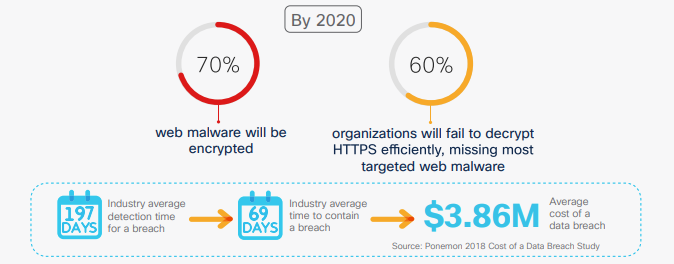 By 2020
70%
60%
web malware will be
encrypted
organizations will fail to decrypt
HTTPS efficiently, missing most
targeted web malware
197
DAYS
Industry average
detection time
for a breach
69
DAYS
Industry average
time to contain
a breach
$3.86M
Average
cost of a
data breach
Source: Ponemon 2018 Cost of a Data Breach Study